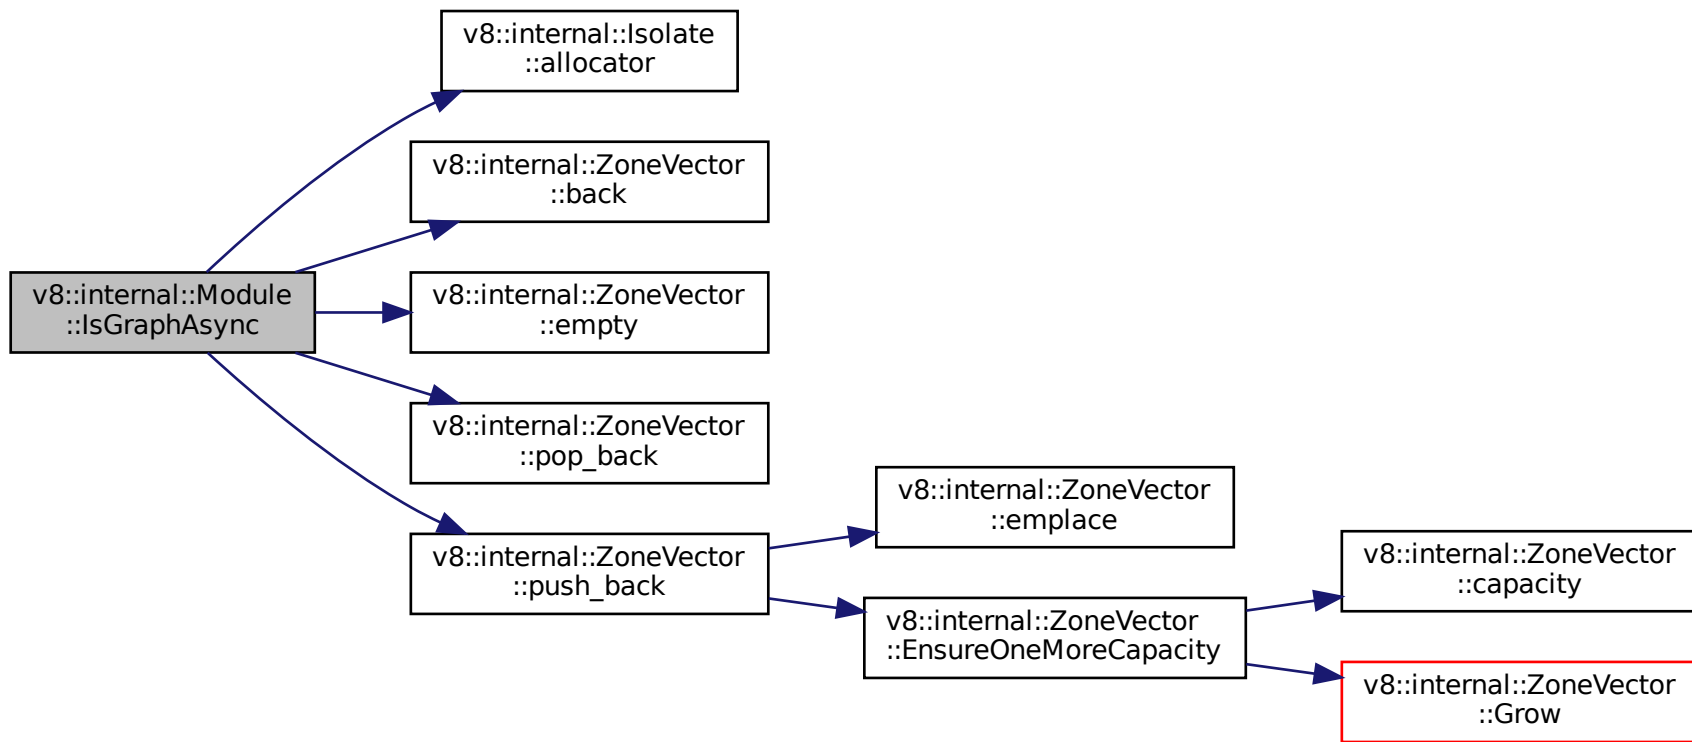 v8::internal::Isolate
::allocator
v8::internal::ZoneVector
::back
v8::internal::Module
::IsGraphAsync
v8::internal::ZoneVector
::empty
v8::internal::ZoneVector
::pop_back
v8::internal::ZoneVector
::push_back
v8::internal::ZoneVector
::emplace
v8::internal::ZoneVector
::EnsureOneMoreCapacity
v8::internal::ZoneVector
::capacity
v8::internal::ZoneVector
::Grow